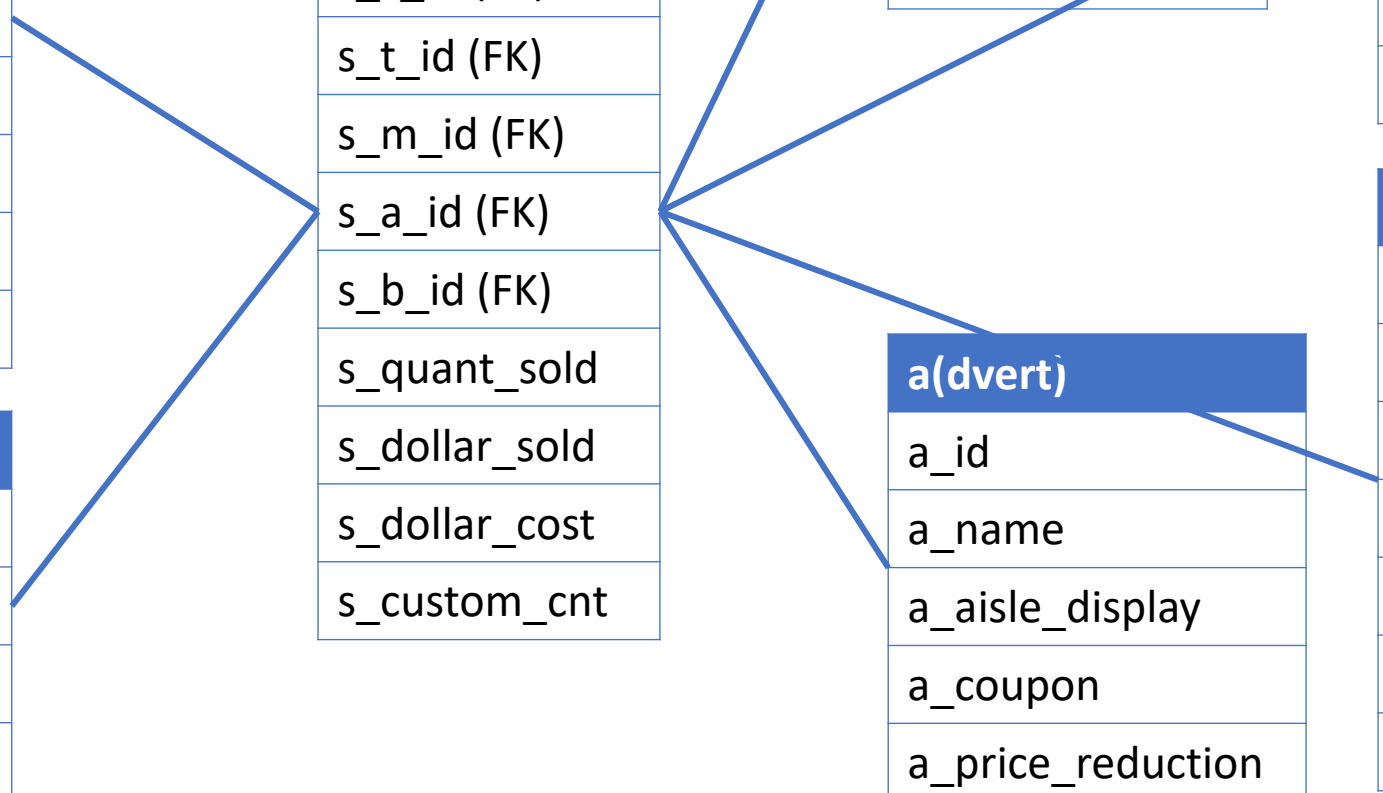 s_t_id (FK)
s_m_id (FK)
s_a_id (FK)
s_b_id (FK)
s_quant_sold
s_dollar_sold
s_dollar_cost
s_custom_cnt
a(dvert)
a_id
a_name
a_aisle_display
a_coupon
a_price_reduction